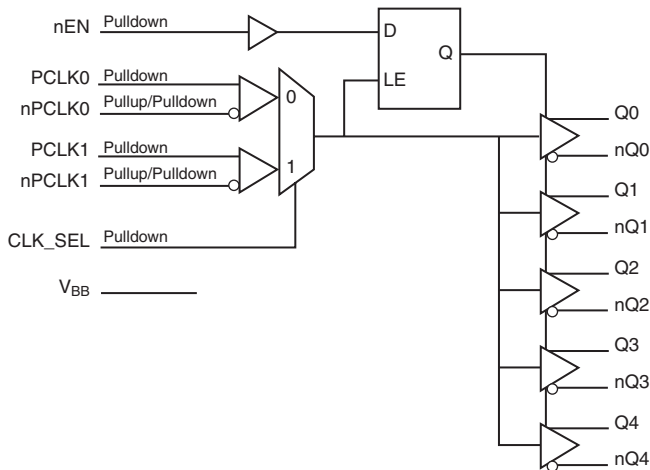 nEN Pulldown
D
Q
LE
PCLK0 Pulldown
nPCLK0 Pullup/Pulldown
0
PCLK1 Pulldown
nPCLK1 Pullup/Pulldown
1
CLK_SEL Pulldown
VBB
Q0
nQ0
Q1
nQ1
Q2
nQ2
Q3
nQ3
Q4
nQ4